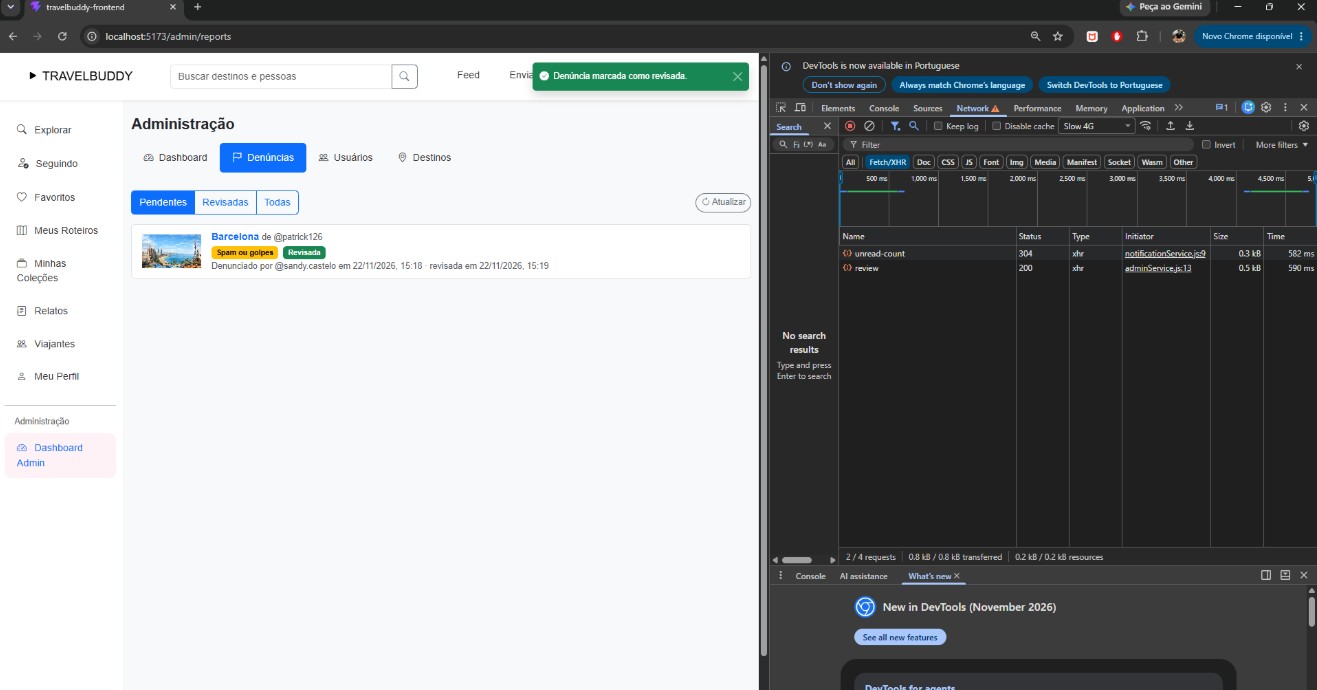 travelbuddy-frontend
Peça ao Gemini
localhost:5173/admin/reports
Novo Chrome disponível
TRAVELBUDDY
Buscar destinos e pessoas
Feed
Envia
Denúncia marcada como revisada.
Explorar
Seguindo
Favoritos
Meus Roteiros
Minhas
Coleções
Relatos
Viajantes
Meu Perfil
Administração
Dashboard
Admin
Administração
Dashboard
Denúncias
Usuários
Destinos
Pendentes
Revisadas
Todas
Atualizar
Barcelona de @patrick126
Spam ou golpes
Revisada
Denunciado por @sandy.castelo em 22/11/2026, 15:18 · revisada em 22/11/2026, 15:19
DevTools is now available in Portuguese
Don't show again
Always match Chrome's language
Switch DevTools to Portuguese
Elements
Console
Sources
Network
Performance
Memory
Application
1
Search
Keep log
Disable cache
Slow 4G
Aa
Filter
Invert
More filters
All
Fetch/XHR
Doc
CSS
JS
Font
Img
Media
Manifest
Socket
Wasm
Other
500 ms
1,000 ms
1,500 ms
2,000 ms
2,500 ms
3,000 ms
3,500 ms
4,000 ms
4,500 ms
Name
Status
Type
Initiator
Size
Time
unread-count
304
xhr
notificationService.js:9
0.3 kB
582 ms
review
200
xhr
adminService.js:13
0.5 kB
590 ms
No search
results
Type and press
Enter to search
2 / 4 requests
0.8 kB / 0.8 kB transferred
0.2 kB / 0.2 kB resources
Console
AI assistance
What's new
New in DevTools (November 2026)
See all new features
DevTools for agents